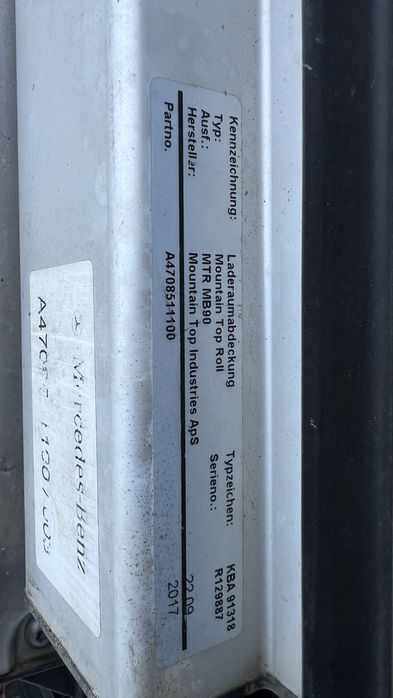 Kennzeichnung: Laderaumabdeckung Typzeichen: KBA 91318
Typ: Mountain Top Roll Serieno.: R129887
Ausf.: MTR MB90
Hersteller: Mountain Top Industries ApS 22.09
Partno. A4708511100 2017
Mercedes-Benz